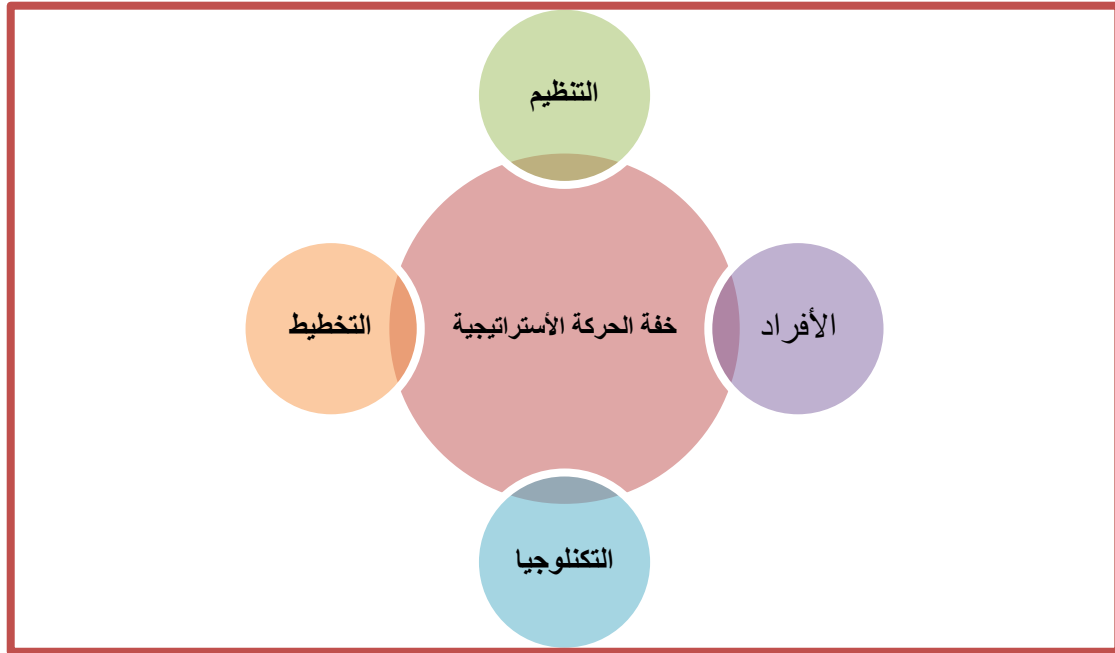 التنظيم
الأفراد
خفة الحركة الأستراتيجية
التخطيط
التكنلوجيا